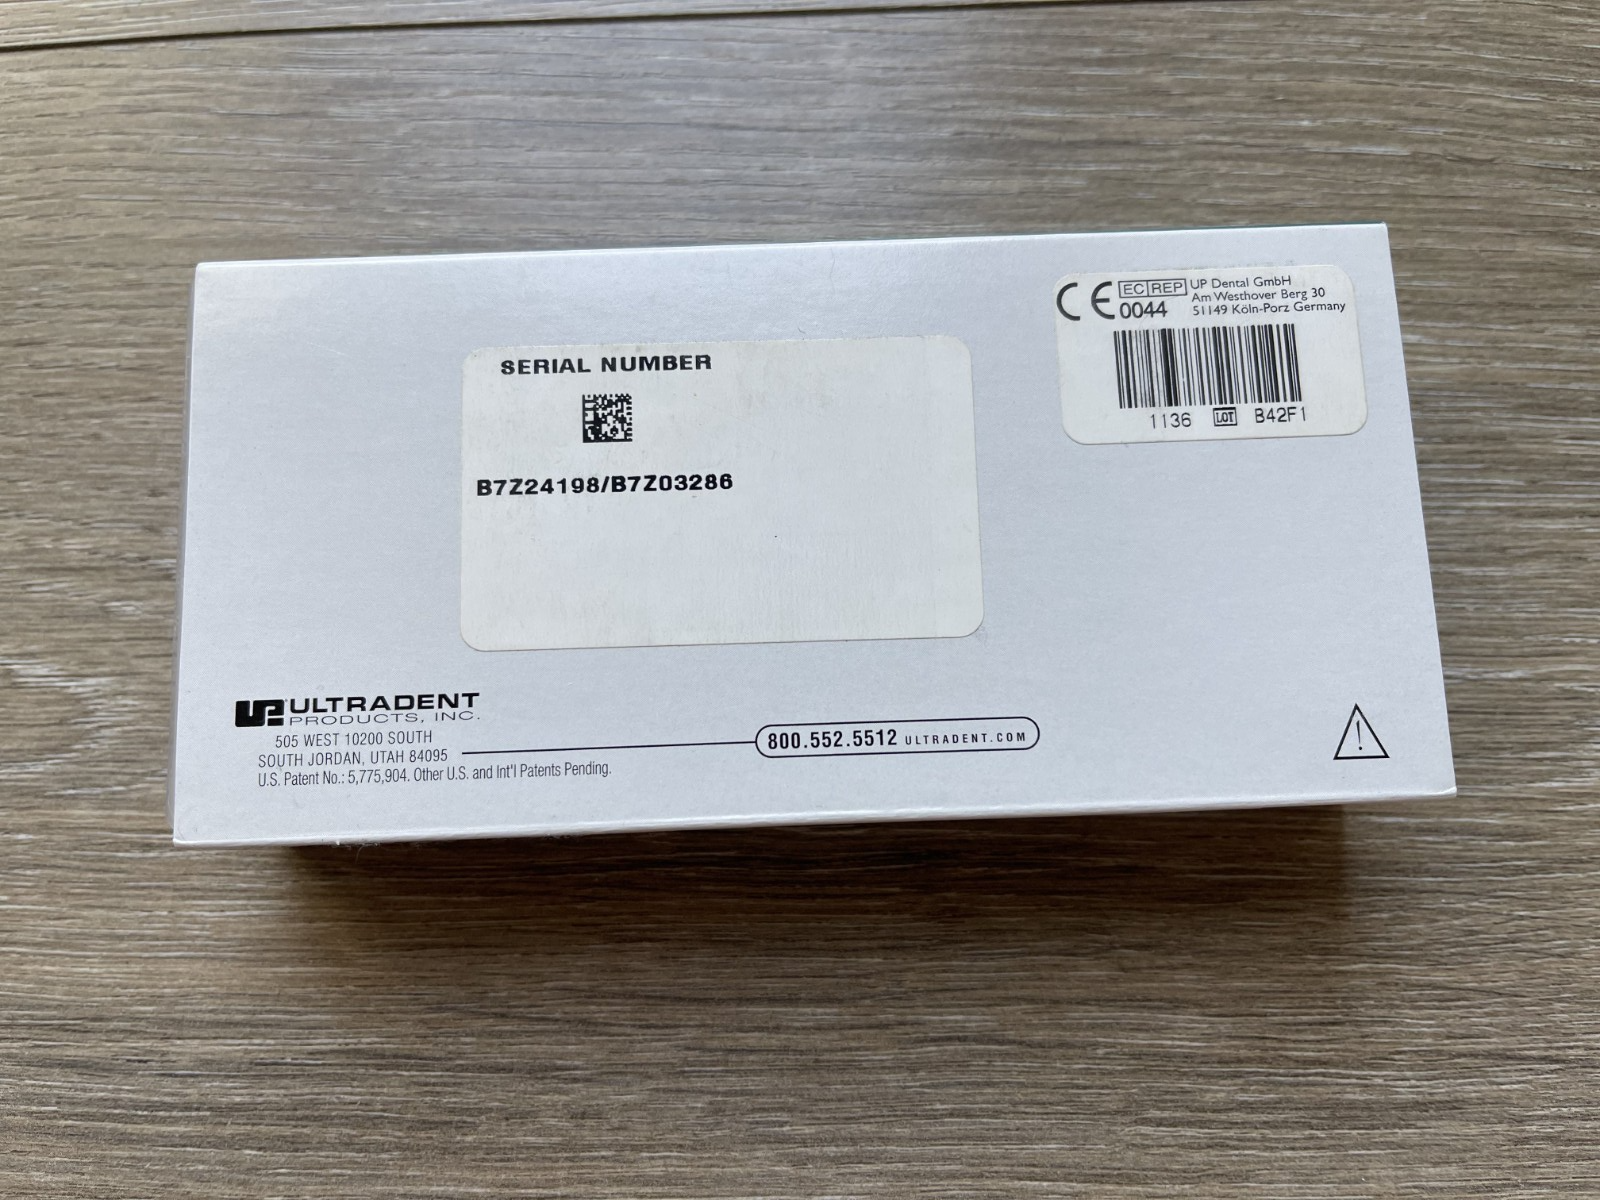 SERIAL NUMBER
B7Z24198/B7Z03286
CE EC REP UP Dental GmbH
0044 Am Westhover Berg 30
51149 Köln-Porz Germany
1136 LOT B42F1
UP ULTRADENT
PRODUCTS, INC.
505 WEST 10200 SOUTH
SOUTH JORDAN, UTAH 84095
U.S. Patent No.: 5,775,904. Other U.S. and Int'l Patents Pending.
800.552.5512 ULTRADENT.COM
!